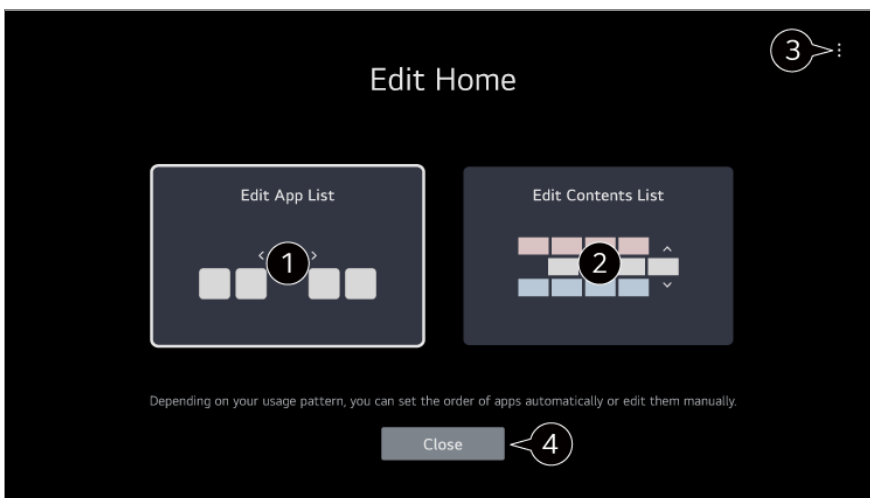 3
Edit Home
Edit App List
Edit Contents List
1
2
Depending on your usage pattern, you can set the order of apps automatically or edit them manually.
Close
4